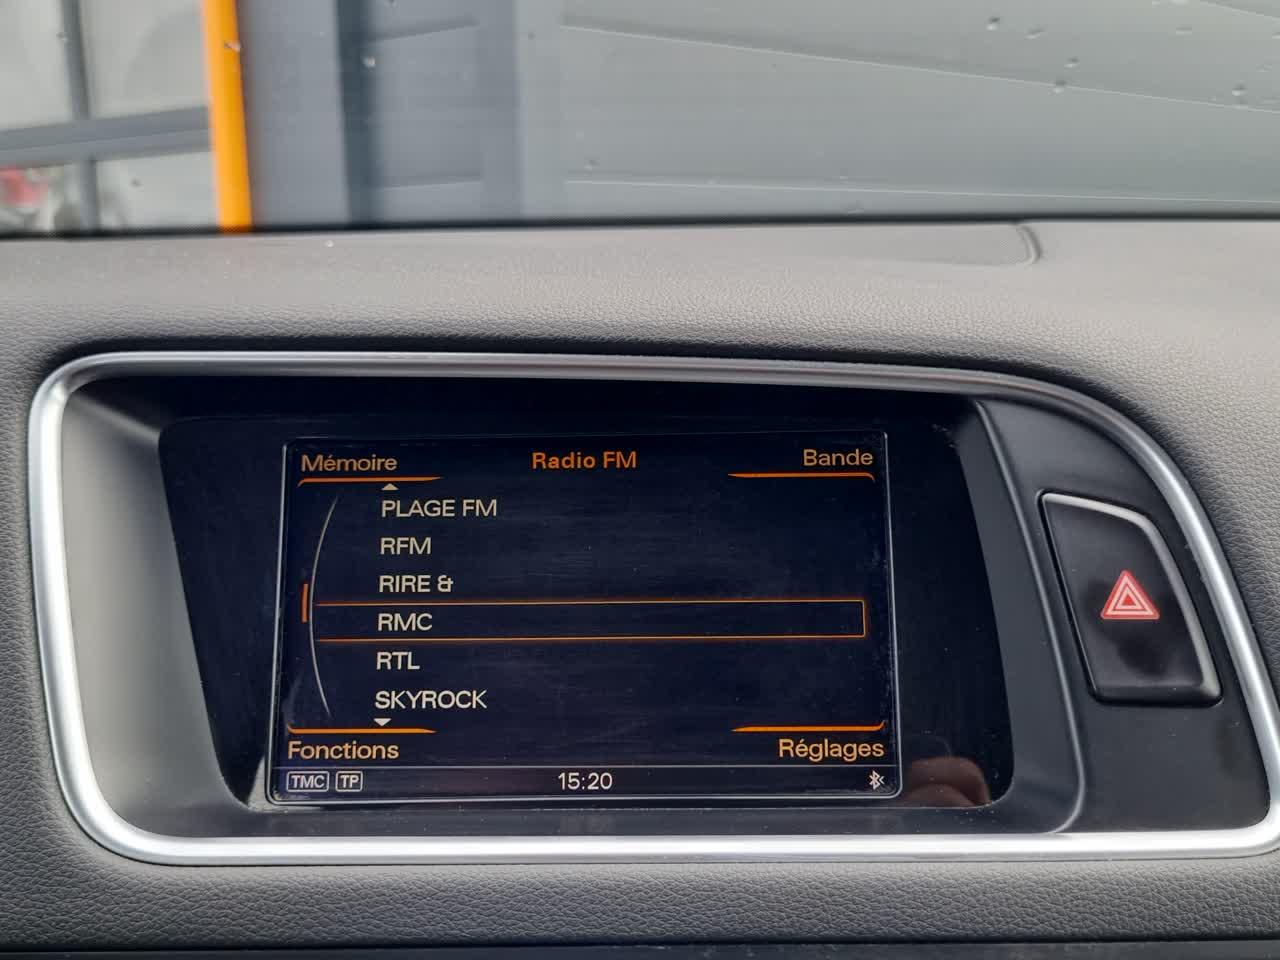 Mémoire Radio FM Bande
PLAGE FM
RFM
RIRE &
RMC
RTL
SKYROCK
Fonctions Réglages
TMC TP 15:20